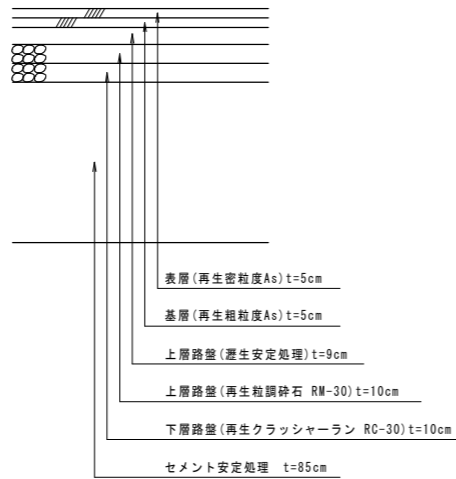 表層(再生密粒度As)t=5cm
基層(再生粗粒度As)t=5cm
上層路盤(瀝生安定処理)t=9cm
上層路盤(再生粒調砕石 RM-30)t=10cm
下層路盤(再生クラッシャーラン RC-30)t=10cm
セメント安定処理 t=85cm